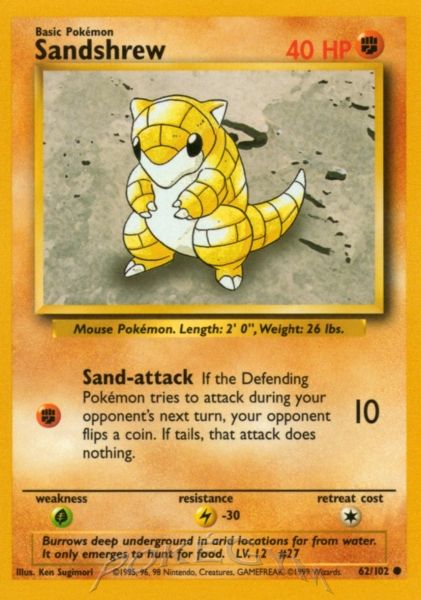 Basic Pokémon
Sandshrew
40 HP
Mouse Pokémon. Length: 2' 0", Weight: 26 lbs.
Sand-attack If the Defending
Pokémon tries to attack during your
opponent's next turn, your opponent
flips a coin. If tails, that attack does
nothing.
10
weakness
resistance
retreat cost
-30
Burrows deep underground in arid locations far from water.
It only emerges to hunt for food. LV. 12 #27
Illus. Ken Sugimori ©1995, 96, 98 Nintendo, Creatures, GAMEFREAK. ©1999 Wizards. 62/102